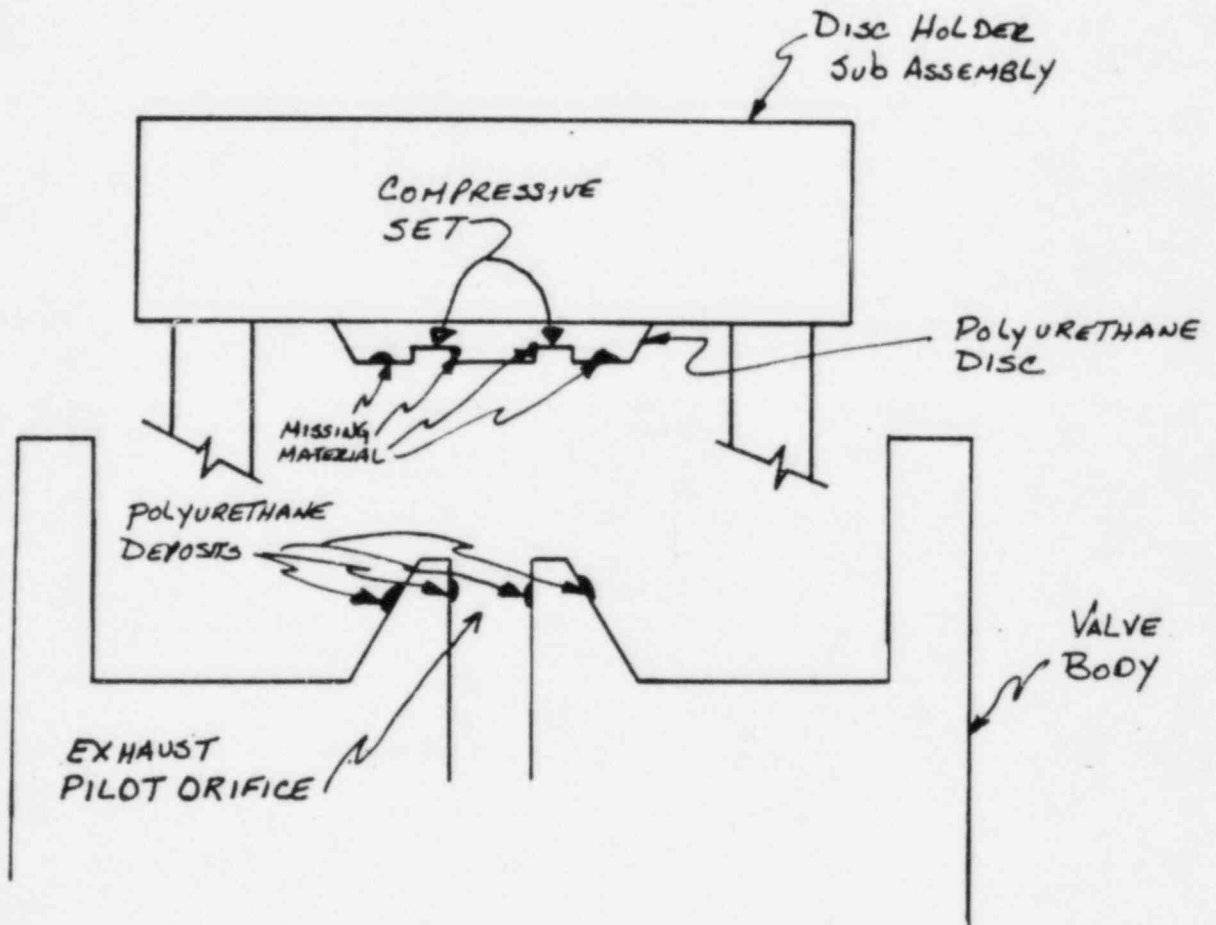 DISC HOLDER
SUB ASSEMBLY
COMPRESSIVE
SET
POLYURETHANE
DISC
MISSING
MATERIAL
POLYURETHANE
DEPOSITS
VALVE
BODY
EXHAUST
PILOT ORIFICE